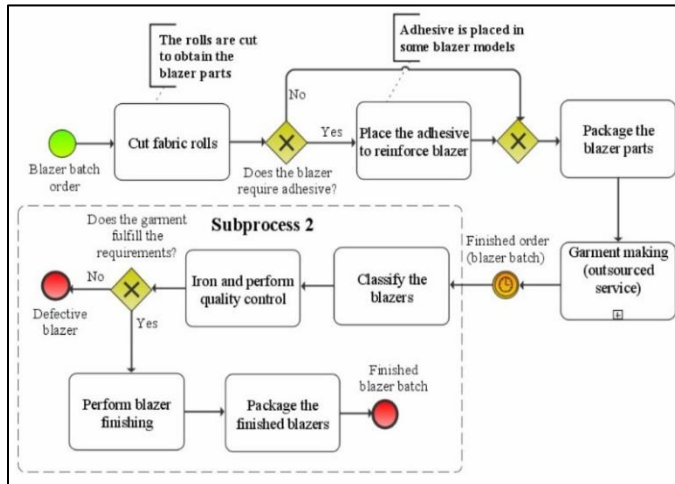 The rolls are cut
to obtain the
blazer parts
Adhesive is placed in
some blazer models
No
Cut fabric rolls
Yes
Place the adhesive
to reinforce blazer
Package the
blazer parts
Blazer batch
order
Does the blazer
require adhesive?
Does the garment
fulfill the
requirements?
Subprocess 2
Finished order
(blazer batch)
Garment making
(outsourced
service)
No
Iron and perform
quality control
Classify the
blazers
Defective
blazer
Yes
Finished
blazer batch
Perform blazer
finishing
Package the
finished blazers